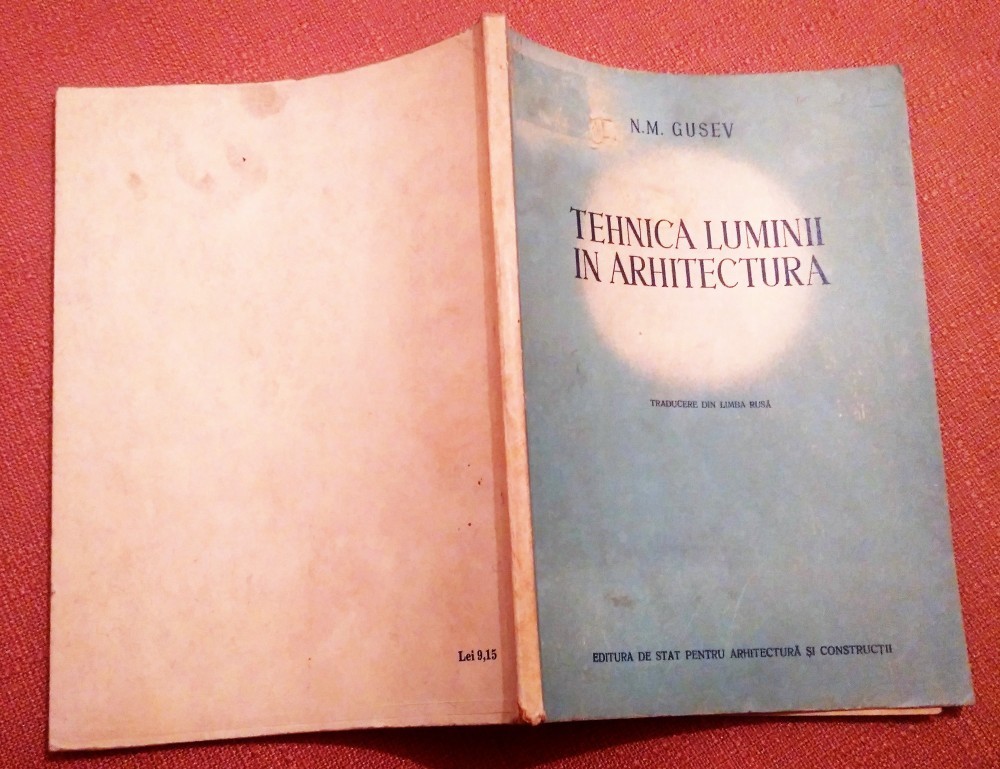 N.M. GUSEV
TEHNICA LUMINII
IN ARHITECTURA
TRADUCERE DIN LIMBA RUSĂ
EDITURA DE STAT PENTRU ARHITECTURĂ ȘI CONSTRUCȚII
Lei 9,15